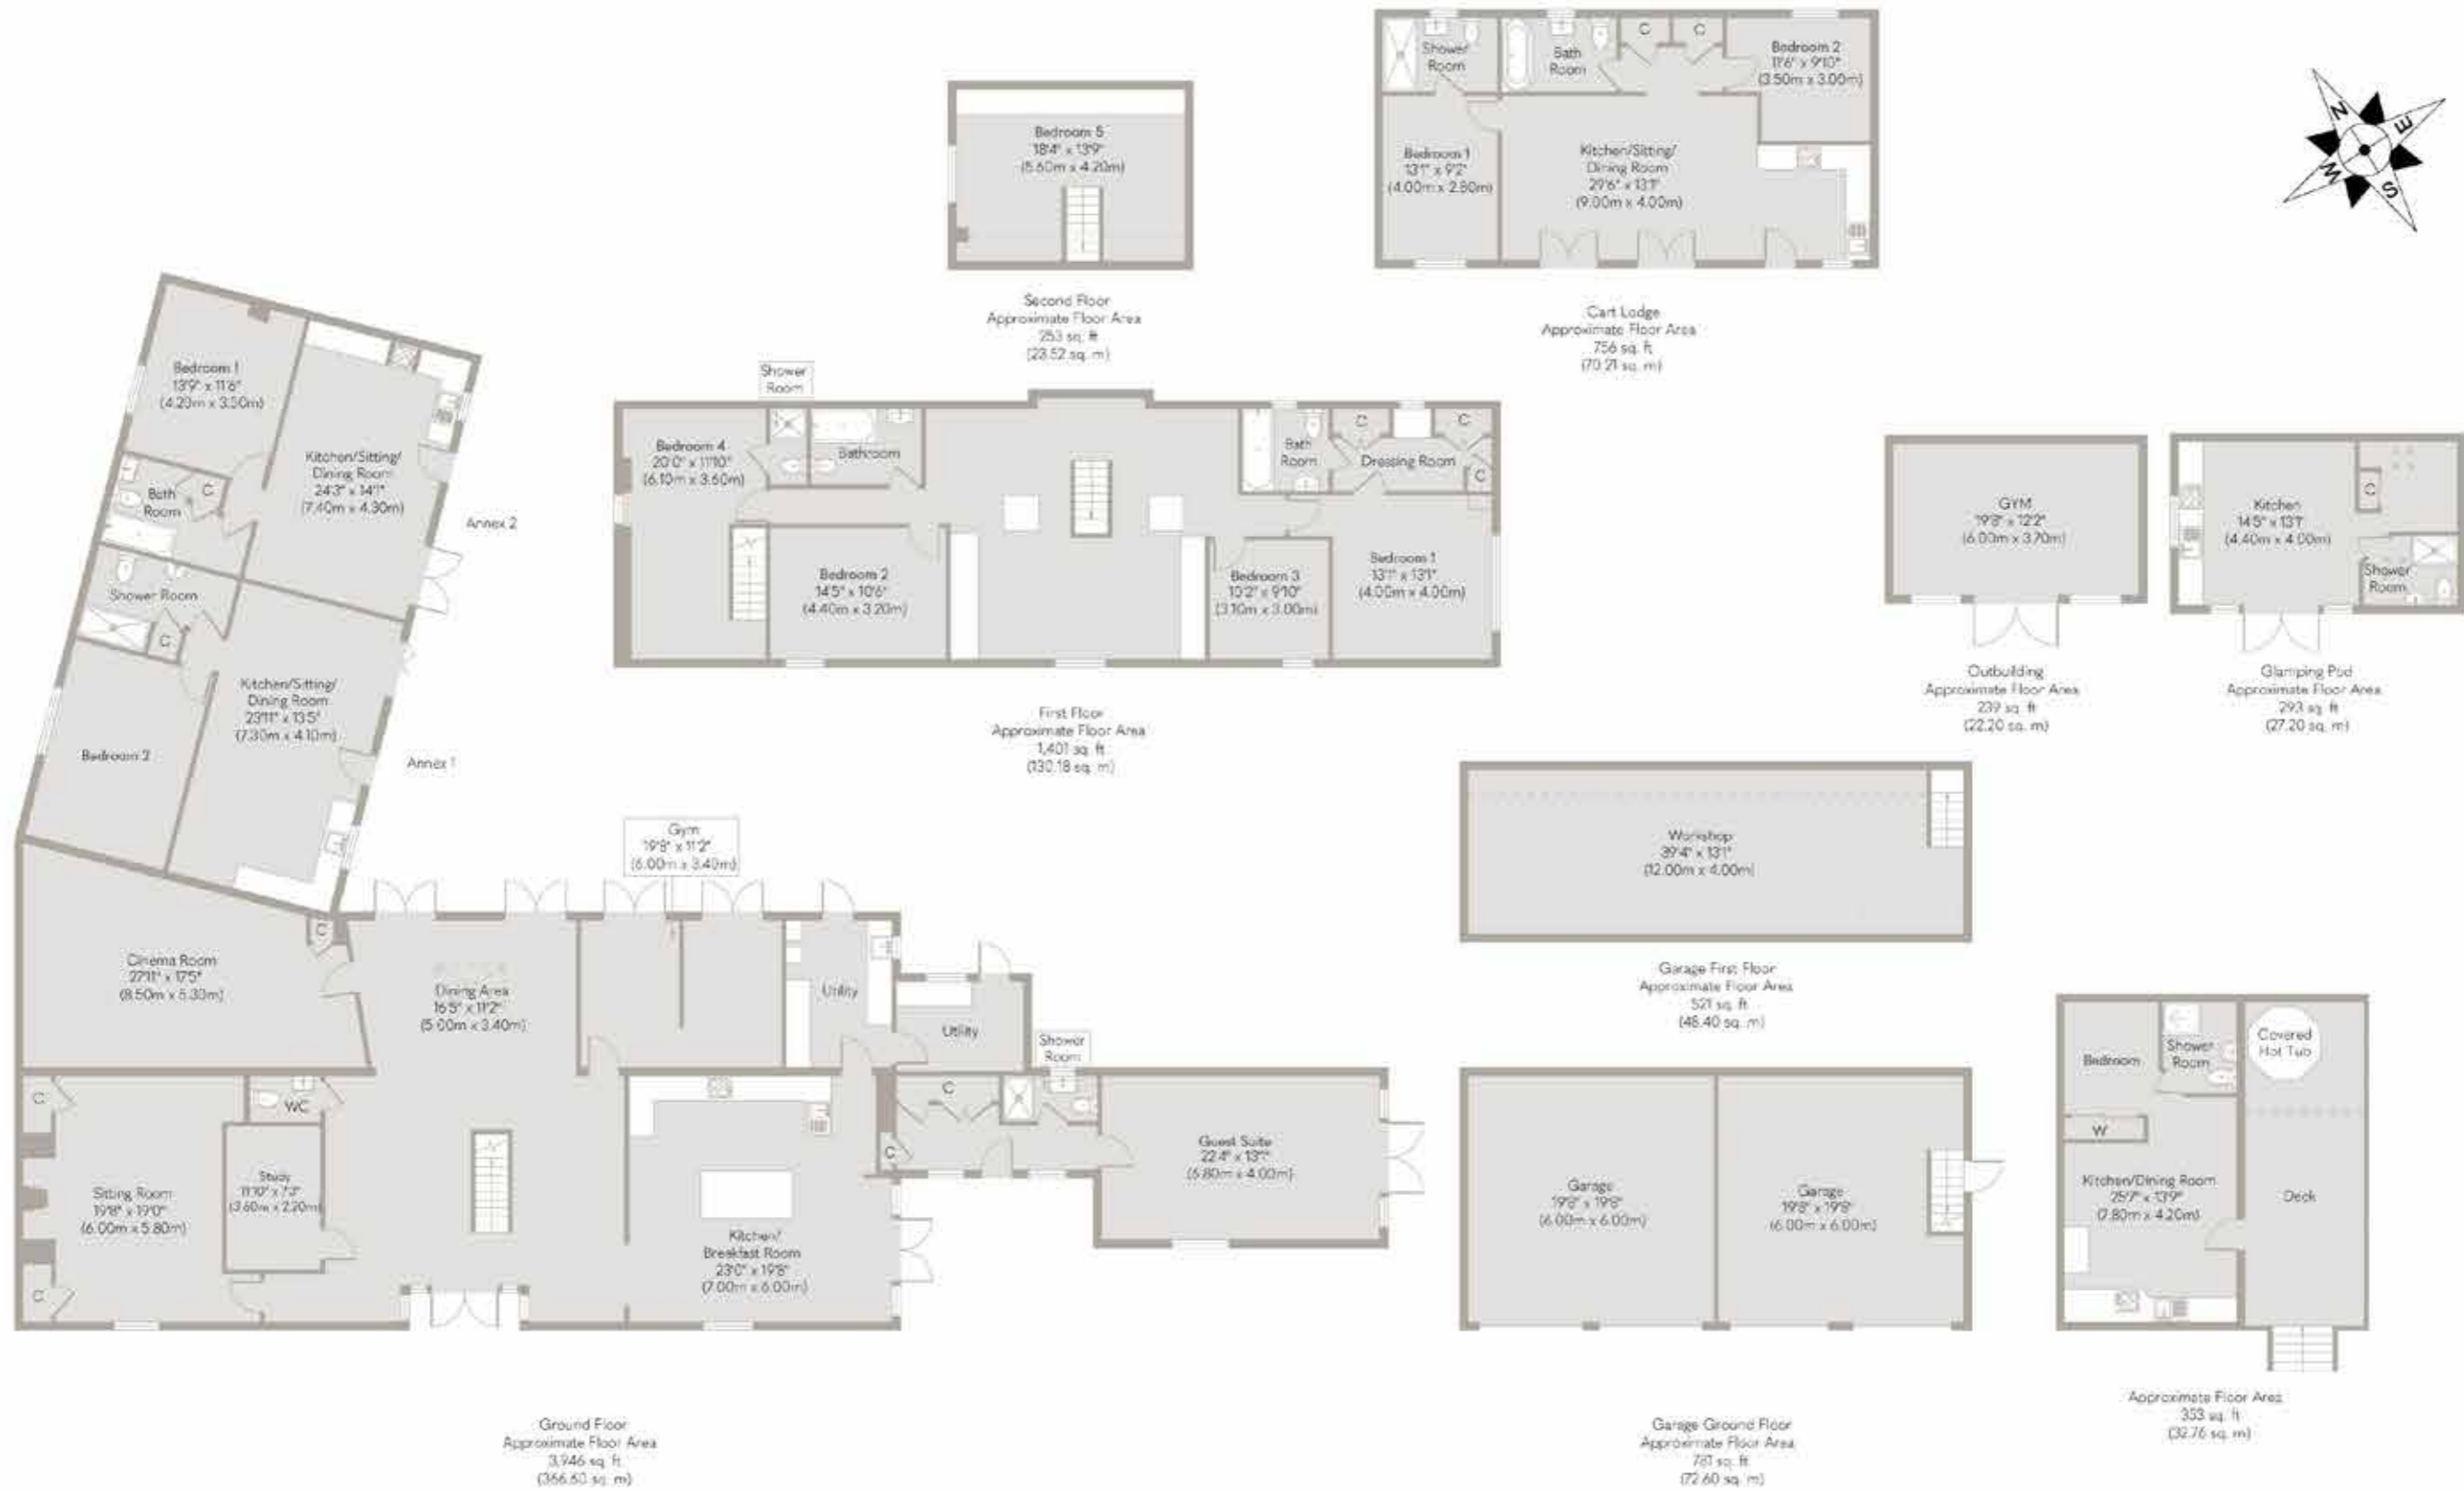 Bedroom 5
18'4" x 13'9"
(5.60m x 4.20m)
Second Floor
Approximate Floor Area
253 sq. ft
(23.52 sq. m)
Shower
Room
Bath
Room
C
C
Bedroom 2
11'6" x 9'10"
(3.50m x 3.00m)
Bedroom 1
13'1" x 9'2"
(4.00m x 2.80m)
Kitchen/Sitting/
Dining Room
29'6" x 13'1"
(9.00m x 4.00m)
Cart Lodge
Approximate Floor Area
756 sq. ft
(70.21 sq. m)
N
E
S
W
Bedroom 1
13'9" x 11'6"
(4.20m x 3.50m)
Kitchen/Sitting/
Dining Room
24'3" x 14'1"
(7.40m x 4.30m)
Bath
Room
C
Annex 2
Shower Room
C
Kitchen/Sitting/
Dining Room
23'11" x 13'5"
(7.30m x 4.10m)
Bedroom 2
Annex 1
Shower
Room
Bedroom 4
20'0" x 11'10"
(6.10m x 3.60m)
Bathroom
Bath
Room
C
C
Dressing Room
C
Bedroom 2
14'5" x 10'6"
(4.40m x 3.20m)
Bedroom 3
10'2" x 9'10"
(3.10m x 3.00m)
Bedroom 1
13'1" x 13'1"
(4.00m x 4.00m)
First Floor
Approximate Floor Area
1,401 sq. ft
(130.18 sq. m)
GYM
19'8" x 12'2"
(6.00m x 3.70m)
Outbuilding
Approximate Floor Area
239 sq. ft
(22.20 sq. m)
Kitchen
14'5" x 13'1"
(4.40m x 4.00m)
C
Shower
Room
Glamping Pod
Approximate Floor Area
293 sq. ft
(27.20 sq. m)
Workshop
39'4" x 13'1"
(12.00m x 4.00m)
Garage First Floor
Approximate Floor Area
521 sq. ft
(48.40 sq. m)
Gym
19'8" x 11'2"
(6.00m x 3.40m)
Cinema Room
27'11" x 17'5"
(8.50m x 5.30m)
C
Dining Area
16'5" x 11'2"
(5.00m x 3.40m)
Utility
Utility
Shower
Room
C
C
WC
C
Study
11'10" x 7'3"
(3.60m x 2.20m)
Sitting Room
19'8" x 19'0"
(6.00m x 5.80m)
C
Kitchen/
Breakfast Room
23'0" x 19'8"
(7.00m x 6.00m)
Guest Suite
22'4" x 13'1"
(6.80m x 4.00m)
Ground Floor
Approximate Floor Area
3,946 sq. ft
(366.60 sq. m)
Garage
19'8" x 19'8"
(6.00m x 6.00m)
Garage
19'8" x 19'8"
(6.00m x 6.00m)
Garage Ground Floor
Approximate Floor Area
781 sq. ft
(72.60 sq. m)
Bedroom
Shower
Room
Covered
Hot Tub
W
Kitchen/Dining Room
25'7" x 13'9"
(7.80m x 4.20m)
Deck
Approximate Floor Area
353 sq. ft
(32.76 sq. m)